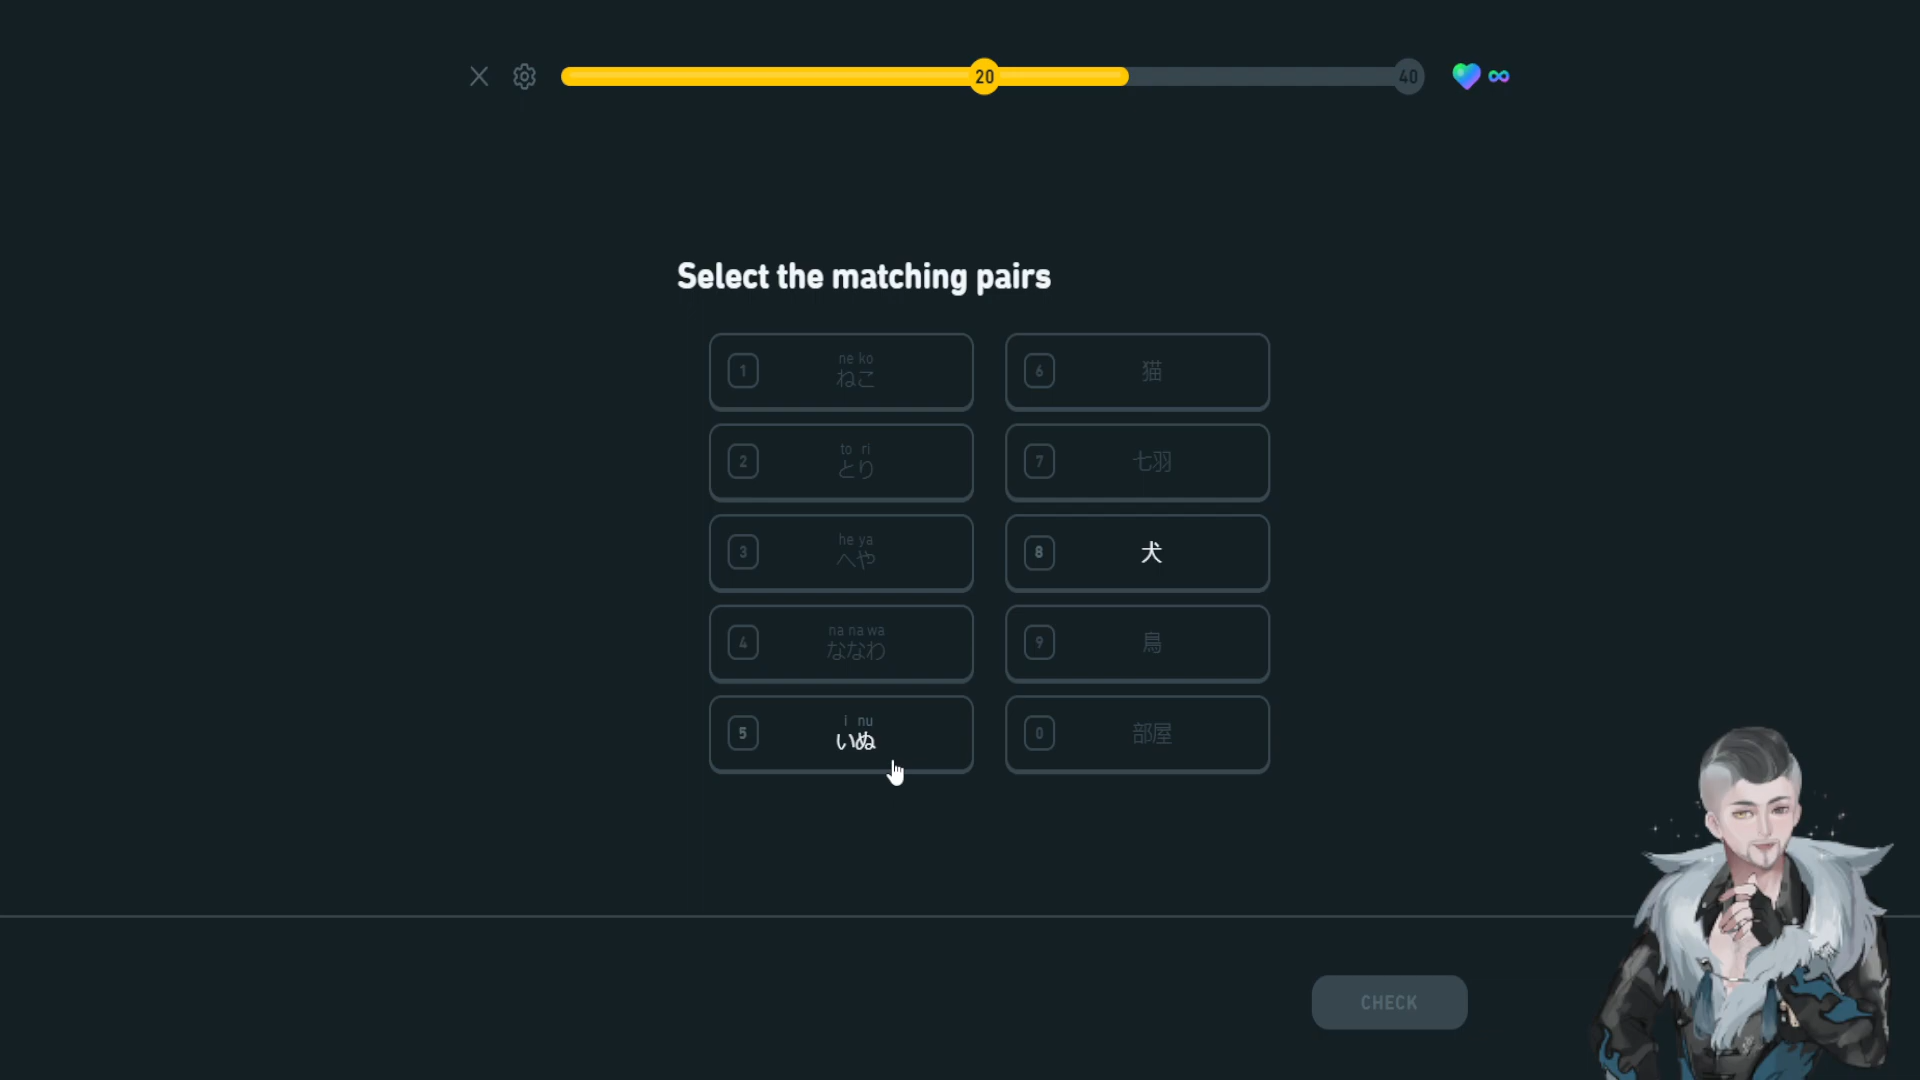 20
40
∞
Select the matching pairs
1
ne ko
ねこ
6
猫
2
to ri
とり
7
七羽
3
he ya
へや
8
犬
4
na na wa
ななわ
9
鳥
5
i nu
いぬ
0
部屋
CHECK